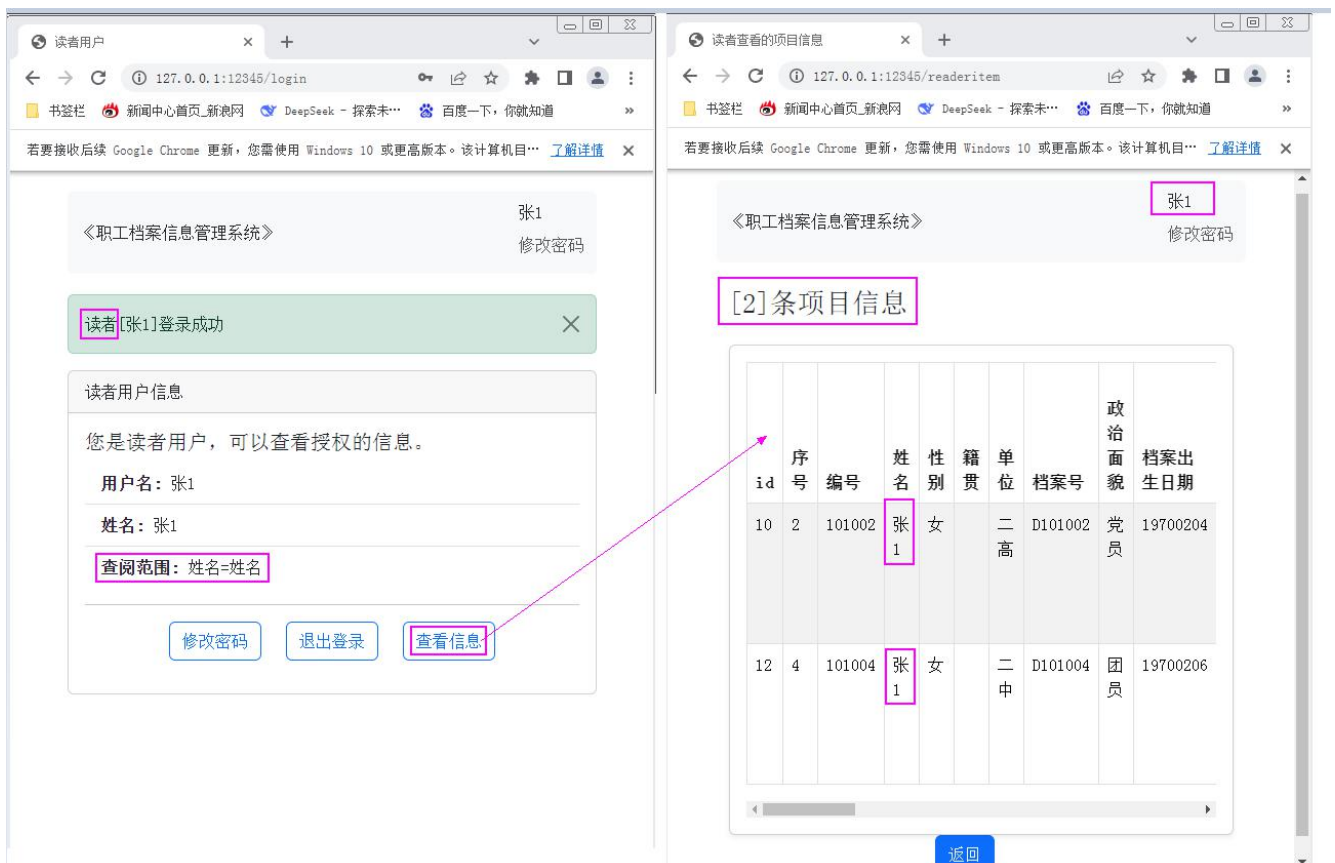 读者用户
127.0.0.1:12345/login
书签栏 新闻中心首页_新浪网 DeepSeek - 探索未… 百度一下，你就知道 »
若要接收后续 Google Chrome 更新，您需使用 Windows 10 或更高版本。该计算机目… 了解详情
《职工档案信息管理系统》
张1
修改密码
读者[张1]登录成功
读者用户信息
您是读者用户，可以查看授权的信息。
用户名：张1
姓名：张1
查阅范围：姓名=姓名
修改密码 退出登录 查看信息
读者查看的项目信息
127.0.0.1:12345/readeritem
书签栏 新闻中心首页_新浪网 DeepSeek - 探索未… 百度一下，你就知道 »
若要接收后续 Google Chrome 更新，您需使用 Windows 10 或更高版本。该计算机目… 了解详情
《职工档案信息管理系统》
张1
修改密码
[2]条项目信息
id 序号 编号 姓名 性别 籍贯 单位 档案号 政治面貌 档案出生日期
10 2 101002 张1 女 二高 D101002 党员 19700204
12 4 101004 张1 女 二中 D101004 团员 19700206
返回